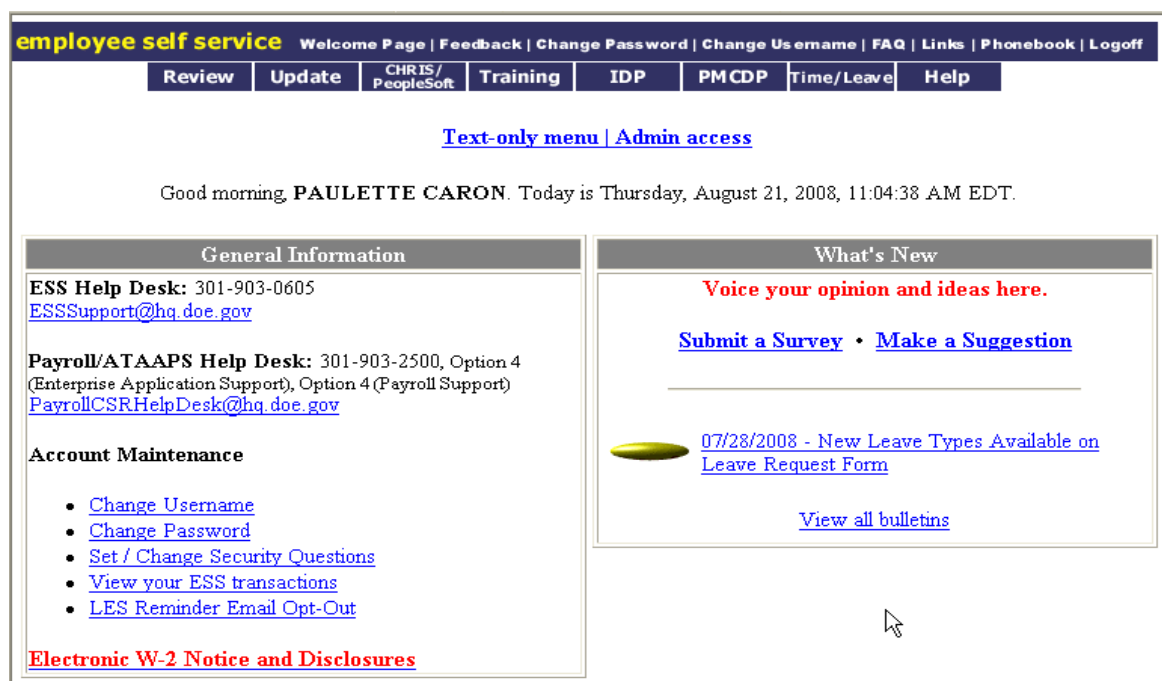 employee self service Welcome Page | Feedback | Change Password | Change Username | FAQ | Links | Phonebook | Logoff
Review Update CHRIS/ PeopleSoft Training IDP PMCDP Time/Leave Help
Text-only menu | Admin access
Good morning, PAULETTE CARON. Today is Thursday, August 21, 2008, 11:04:38 AM EDT.
General Information
ESS Help Desk: 301-903-0605
ESSSupport@hq.doe.gov
Payroll/ATAAPS Help Desk: 301-903-2500, Option 4
(Enterprise Application Support), Option 4 (Payroll Support)
PayrollCSRHelpDesk@hq.doe.gov
Account Maintenance
• Change Username
• Change Password
• Set / Change Security Questions
• View your ESS transactions
• LES Reminder Email Opt-Out
Electronic W-2 Notice and Disclosures
What's New
Voice your opinion and ideas here.
Submit a Survey • Make a Suggestion
07/28/2008 - New Leave Types Available on
Leave Request Form
View all bulletins